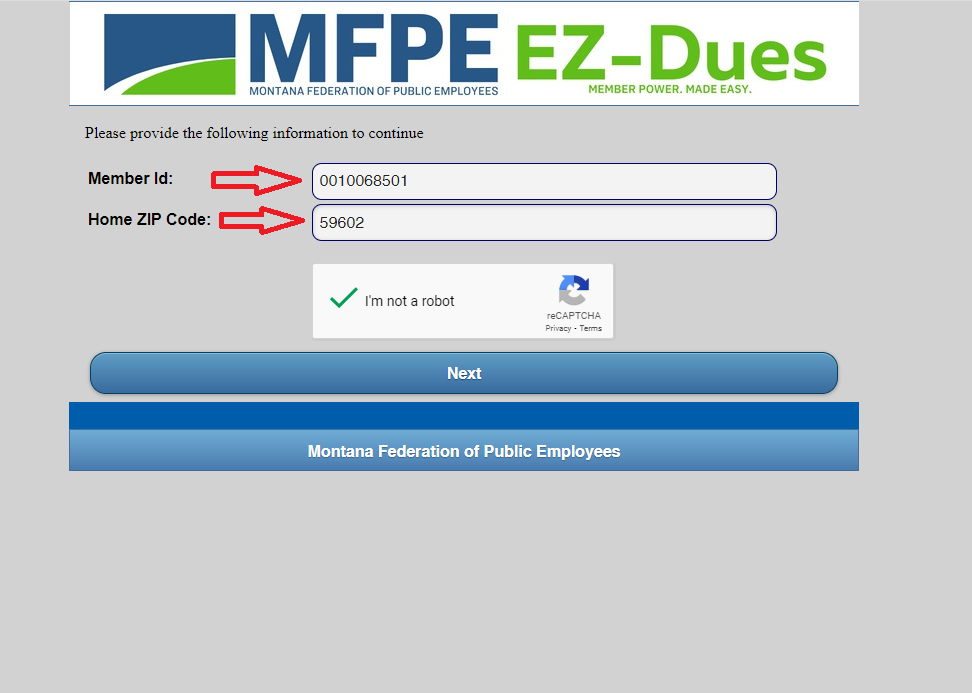 MFPE
MONTANA FEDERATION OF PUBLIC EMPLOYEES
EZ-Dues
MEMBER POWER. MADE EASY.
Please provide the following information to continue
Member Id: 0010068501
Home ZIP Code: 59602
I'm not a robot
reCAPTCHA
Privacy - Terms
Next
Montana Federation of Public Employees